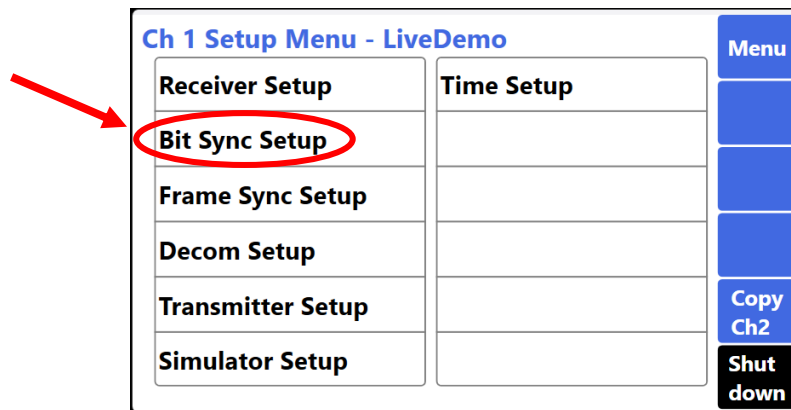 Ch 1 Setup Menu - LiveDemo
Menu
Receiver Setup
Time Setup
Bit Sync Setup
Frame Sync Setup
Decom Setup
Transmitter Setup
Simulator Setup
Copy
Ch2
Shut
down